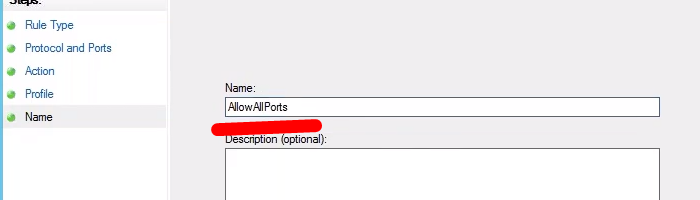 Steps:
Rule Type
Protocol and Ports
Action
Profile
Name
Name:
AllowAllPorts
Description (optional):